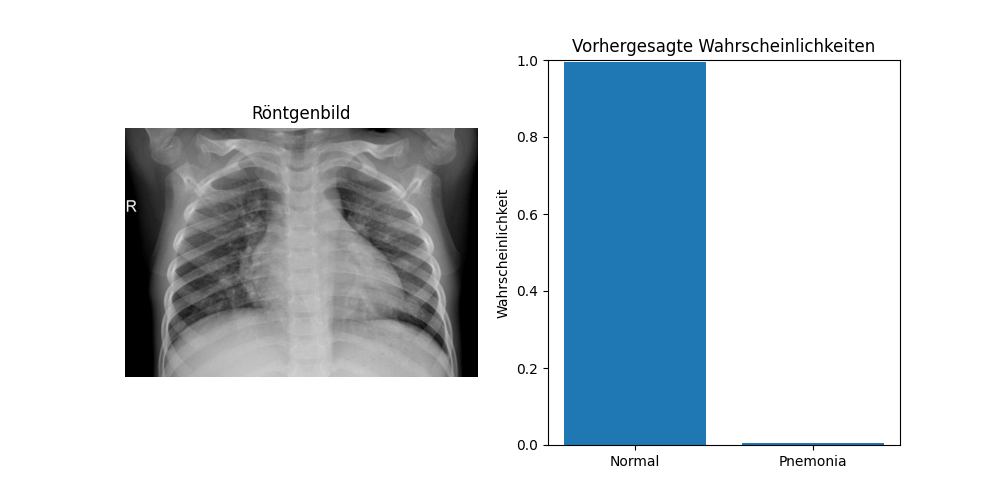 Röntgenbild
R
Vorhergesagte Wahrscheinlichkeiten
Wahrscheinlichkeit
1.0
0.8
0.6
0.4
0.2
0.0
Normal
Pnemonia